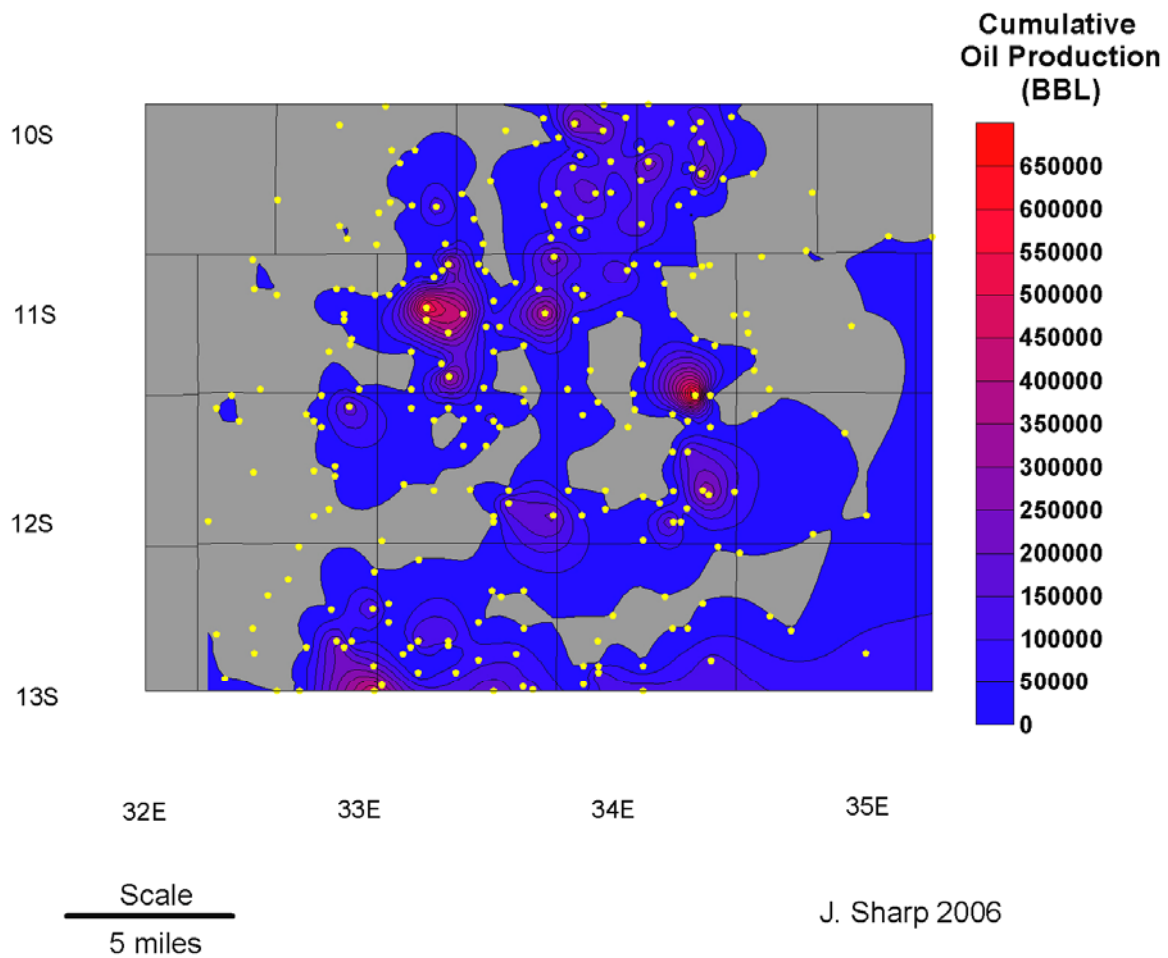 Cumulative
Oil Production
(BBL)
10S
11S
12S
13S
650000
600000
550000
500000
450000
400000
350000
300000
250000
200000
150000
100000
50000
0
32E
33E
34E
35E
Scale
5 miles
J. Sharp 2006